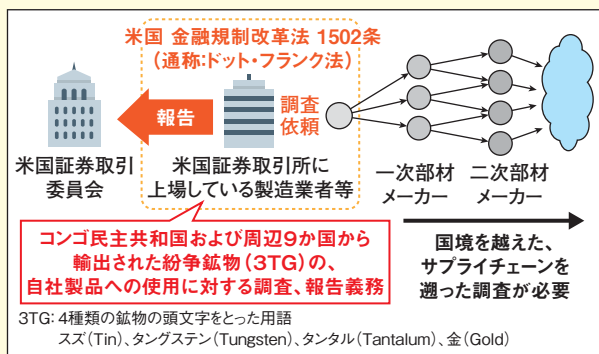 米国 金融規制改革法 1502条
(通称:ドット・フランク法)
報告
調査
依頼
米国証券取引
委員会
米国証券取引所に
上場している製造業者等
一次部材
メーカー
二次部材
メーカー
コンゴ民主共和国および周辺9か国から
輸出された紛争鉱物(3TG)の、
自社製品への使用に対する調査、報告義務
国境を越えた、
サプライチェーンを
遡った調査が必要
3TG: 4種類の鉱物の頭文字をとった用語
スズ(Tin)、タングステン(Tungsten)、タンタル(Tantalum)、金(Gold)